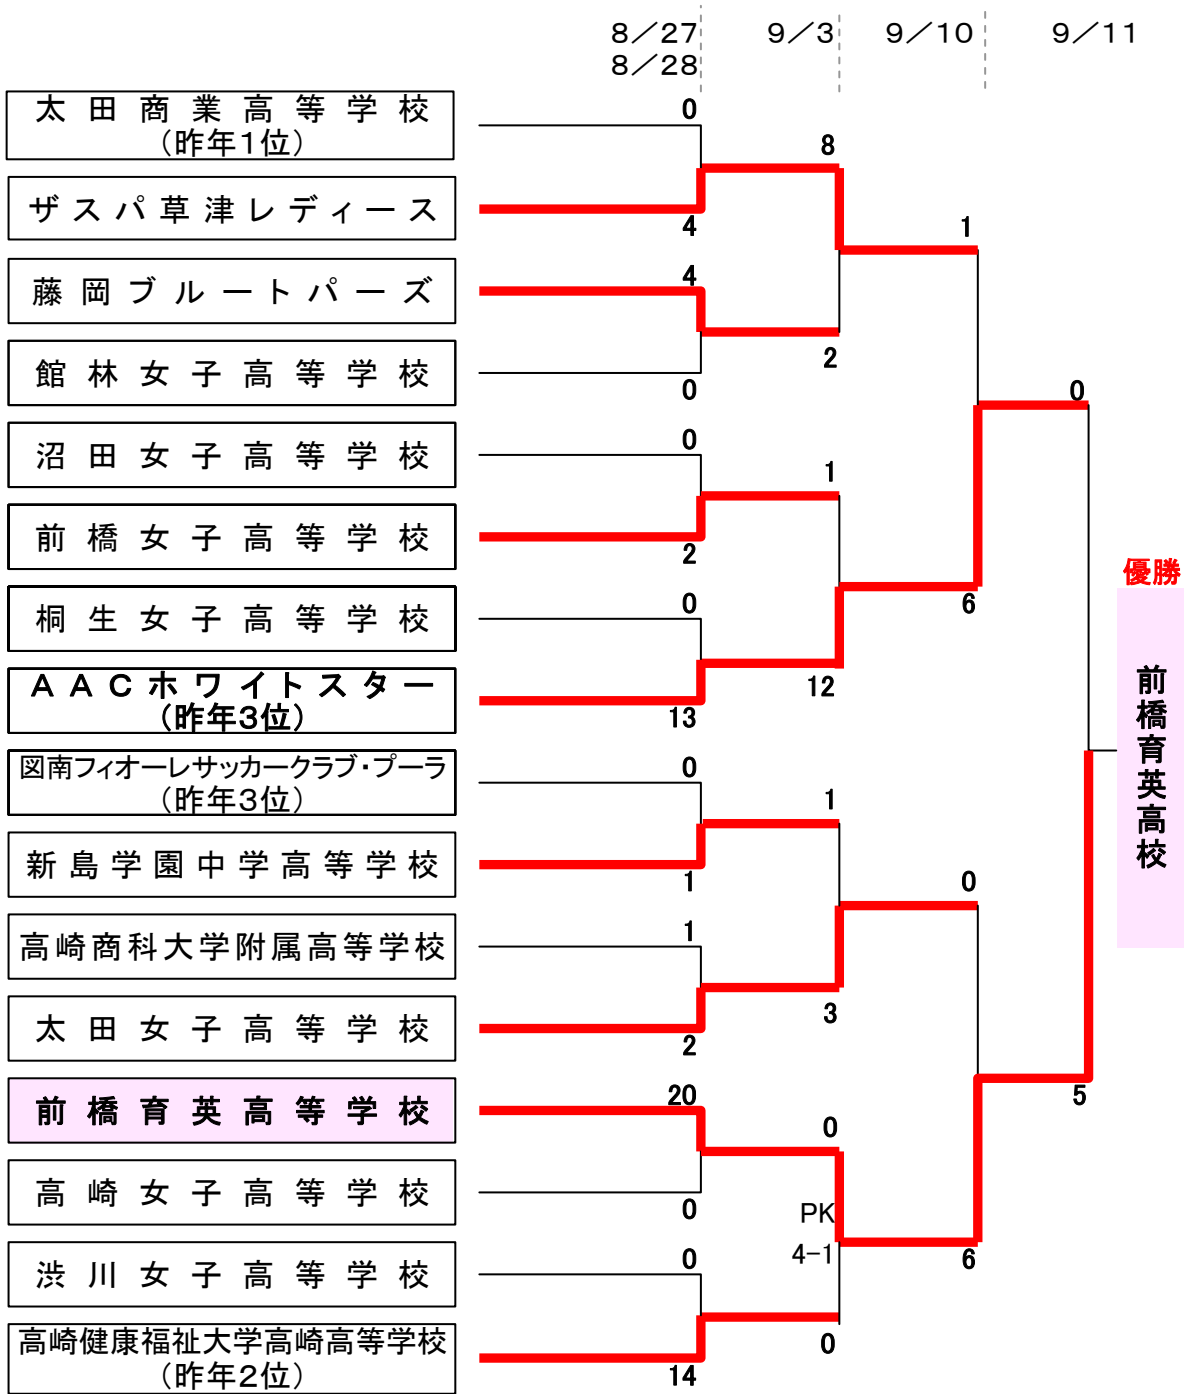 8／27
8／28
9／3
9／10
9／11
太田商業高等学校
（昨年1位）
ザスパ草津レディース
藤岡ブルートパーズ
館林女子高等学校
沼田女子高等学校
前橋女子高等学校
桐生女子高等学校
ＡＡＣホワイトスター
（昨年3位）
図南フィオーレサッカークラブ・プーラ
（昨年3位）
新島学園中学高等学校
高崎商科大学附属高等学校
太田女子高等学校
前橋育英高等学校
高崎女子高等学校
渋川女子高等学校
高崎健康福祉大学高崎高等学校
（昨年2位）
0
4
4
0
0
2
0
13
0
1
1
2
20
0
0
14
8
2
1
12
1
3
0
PK
4-1
0
1
6
0
6
0
5
優勝
前橋育英高校